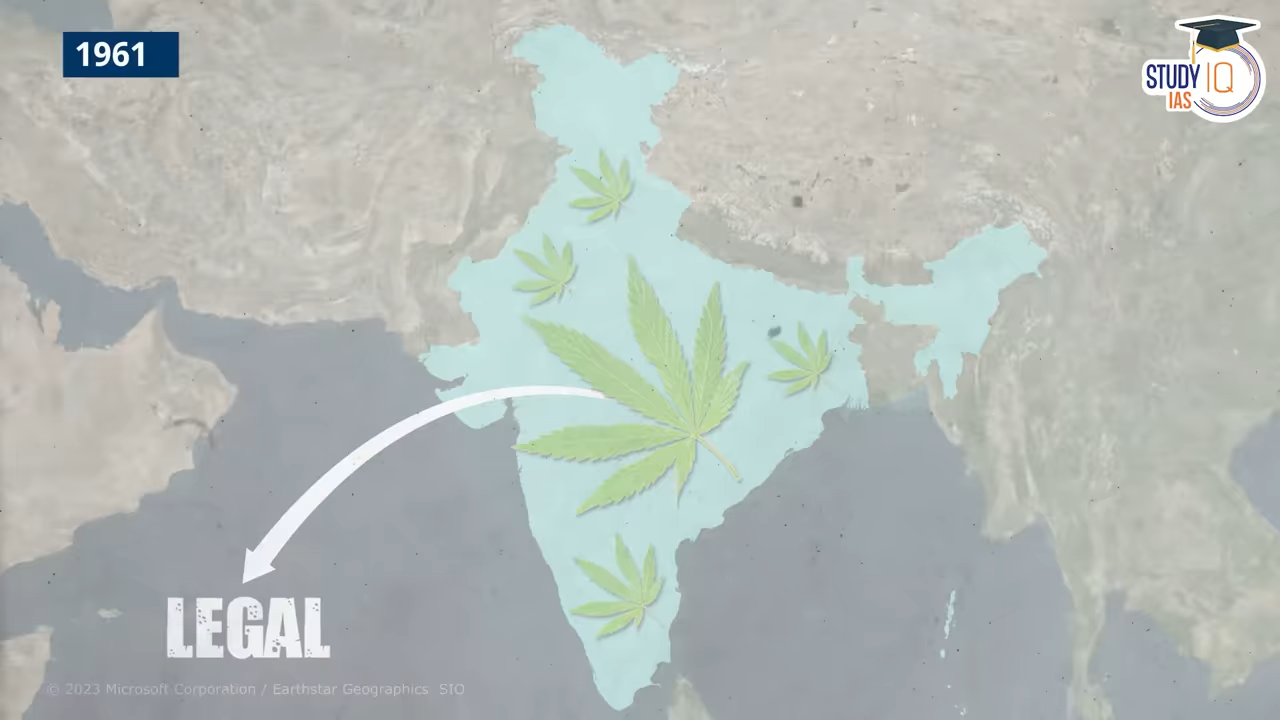 1961
STUDY IQ
IAS
LEGAL
© 2023 Microsoft Corporation / Earthstar Geographics SIO